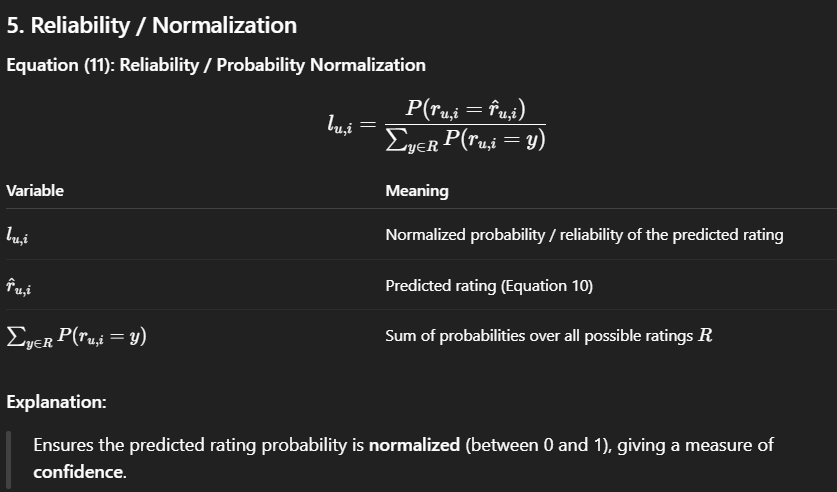 5. Reliability / Normalization
Equation (11): Reliability / Probability Normalization
l_{u,i} = \frac{P(r_{u,i} = \hat{r}_{u,i})}{\sum_{y \in R} P(r_{u,i} = y)}
Variable Meaning
l_{u,i} Normalized probability / reliability of the predicted rating
\hat{r}_{u,i} Predicted rating (Equation 10)
\sum_{y \in R} P(r_{u,i} = y) Sum of probabilities over all possible ratings R
Explanation:
Ensures the predicted rating probability is normalized (between 0 and 1), giving a measure of
confidence.